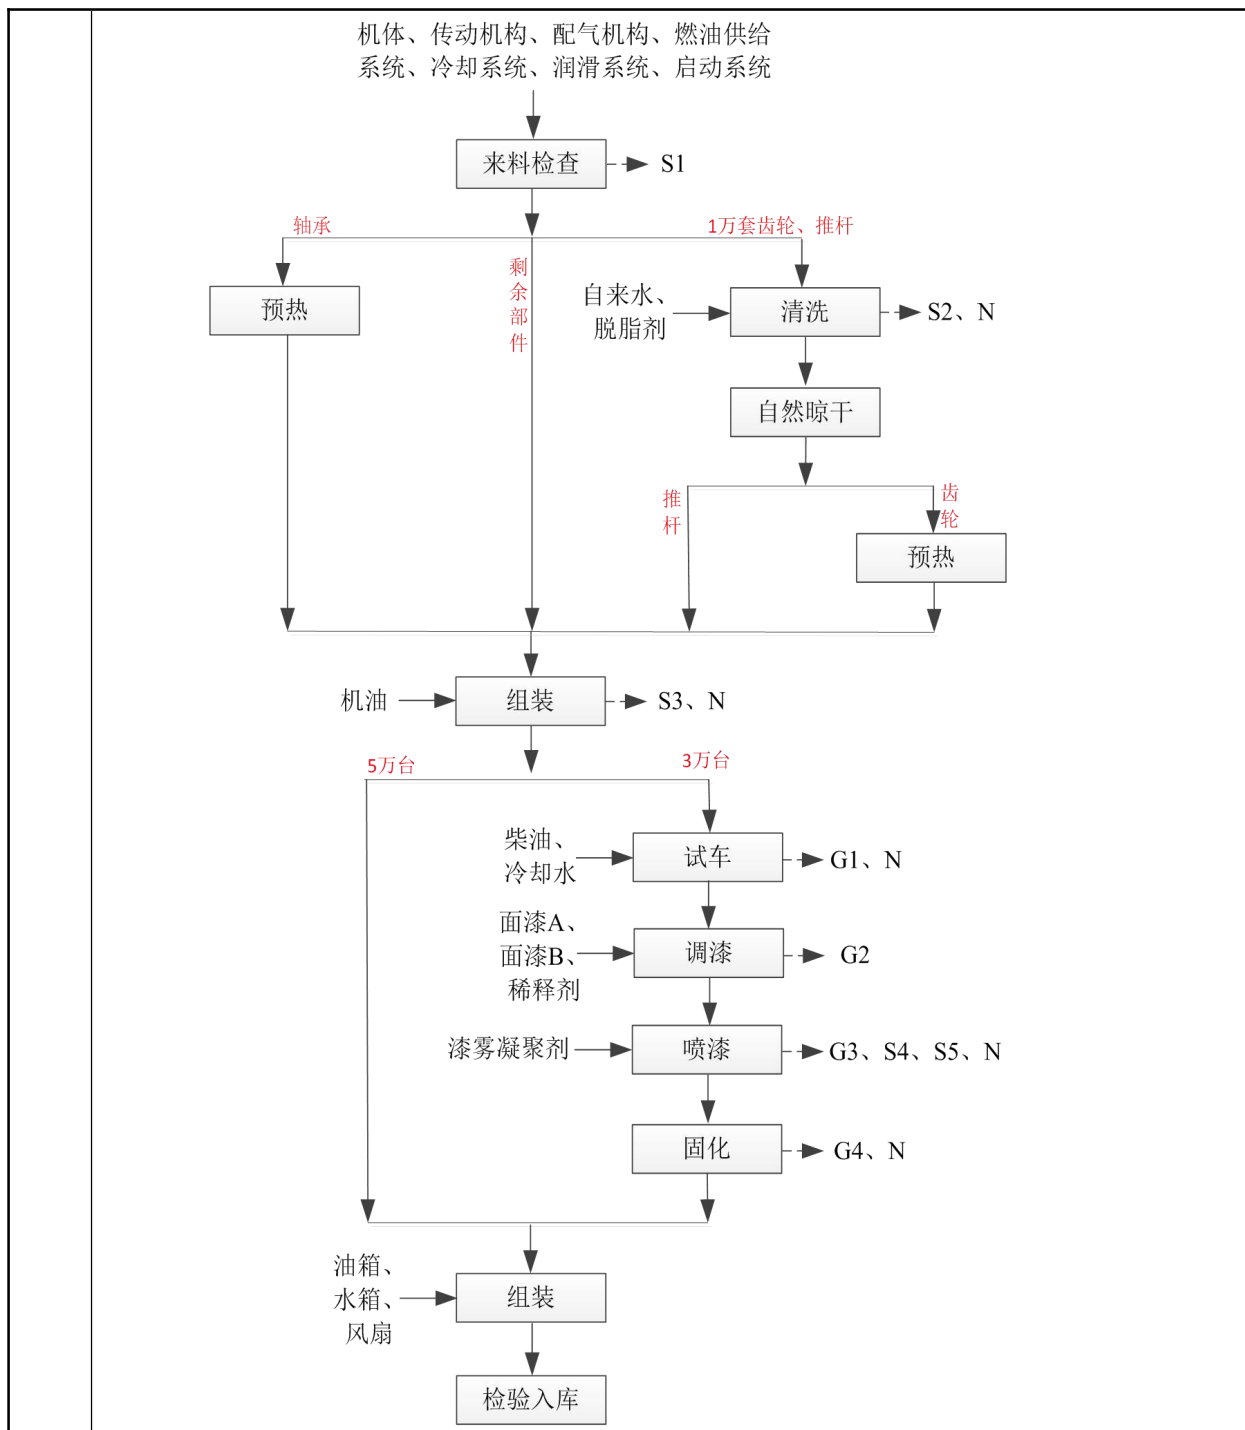 机体、传动机构、配气机构、燃油供给
系统、冷却系统、润滑系统、启动系统
来料检查
S1
轴承
1万套齿轮、推杆
剩余部件
预热
自来水、
脱脂剂
清洗
S2、N
自然晾干
推杆
齿轮
预热
机油
组装
S3、N
5万台
3万台
柴油、
冷却水
试车
G1、N
面漆A、
面漆B、
稀释剂
调漆
G2
漆雾凝聚剂
喷漆
G3、S4、S5、N
固化
G4、N
油箱、
水箱、
风扇
组装
检验入库